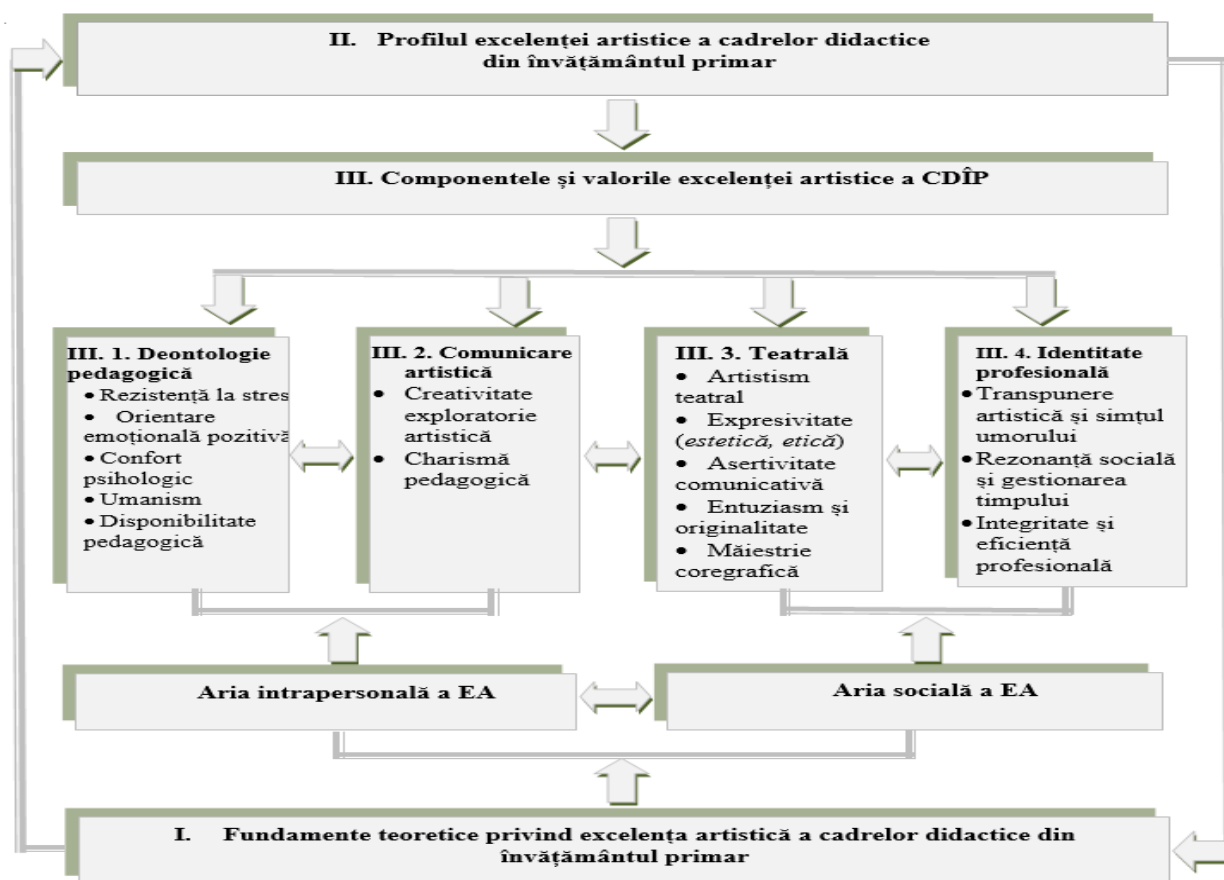 II. Profilul excelenței artistice a cadrelor didactice
din învățământul primar
III. Componentele și valorile excelenței artistice a CDÎP
III. 1. Deontologie
pedagogică
• Rezistență la stres
• Orientare
emoțională pozitivă
• Confort
psihologic
• Umanism
• Disponibilitate
pedagogică
III. 2. Comunicare
artistică
• Creativitate
exploratorie
artistică
• Charismă
pedagogică
III. 3. Teatrală
• Artistism
teatral
• Expresivitate
(estetică, etică)
• Asertivitate
comunicativă
• Entuziasm și
originalitate
• Măiestrie
coregrafică
III. 4. Identitate
profesională
• Transpunere
artistică și simțul
umorului
• Rezonanță socială
și gestionarea
timpului
• Integritate și
eficiență
profesională
Aria intrapersonală a EA
Aria socială a EA
I. Fundamente teoretice privind excelența artistică a cadrelor didactice din
învățământul primar